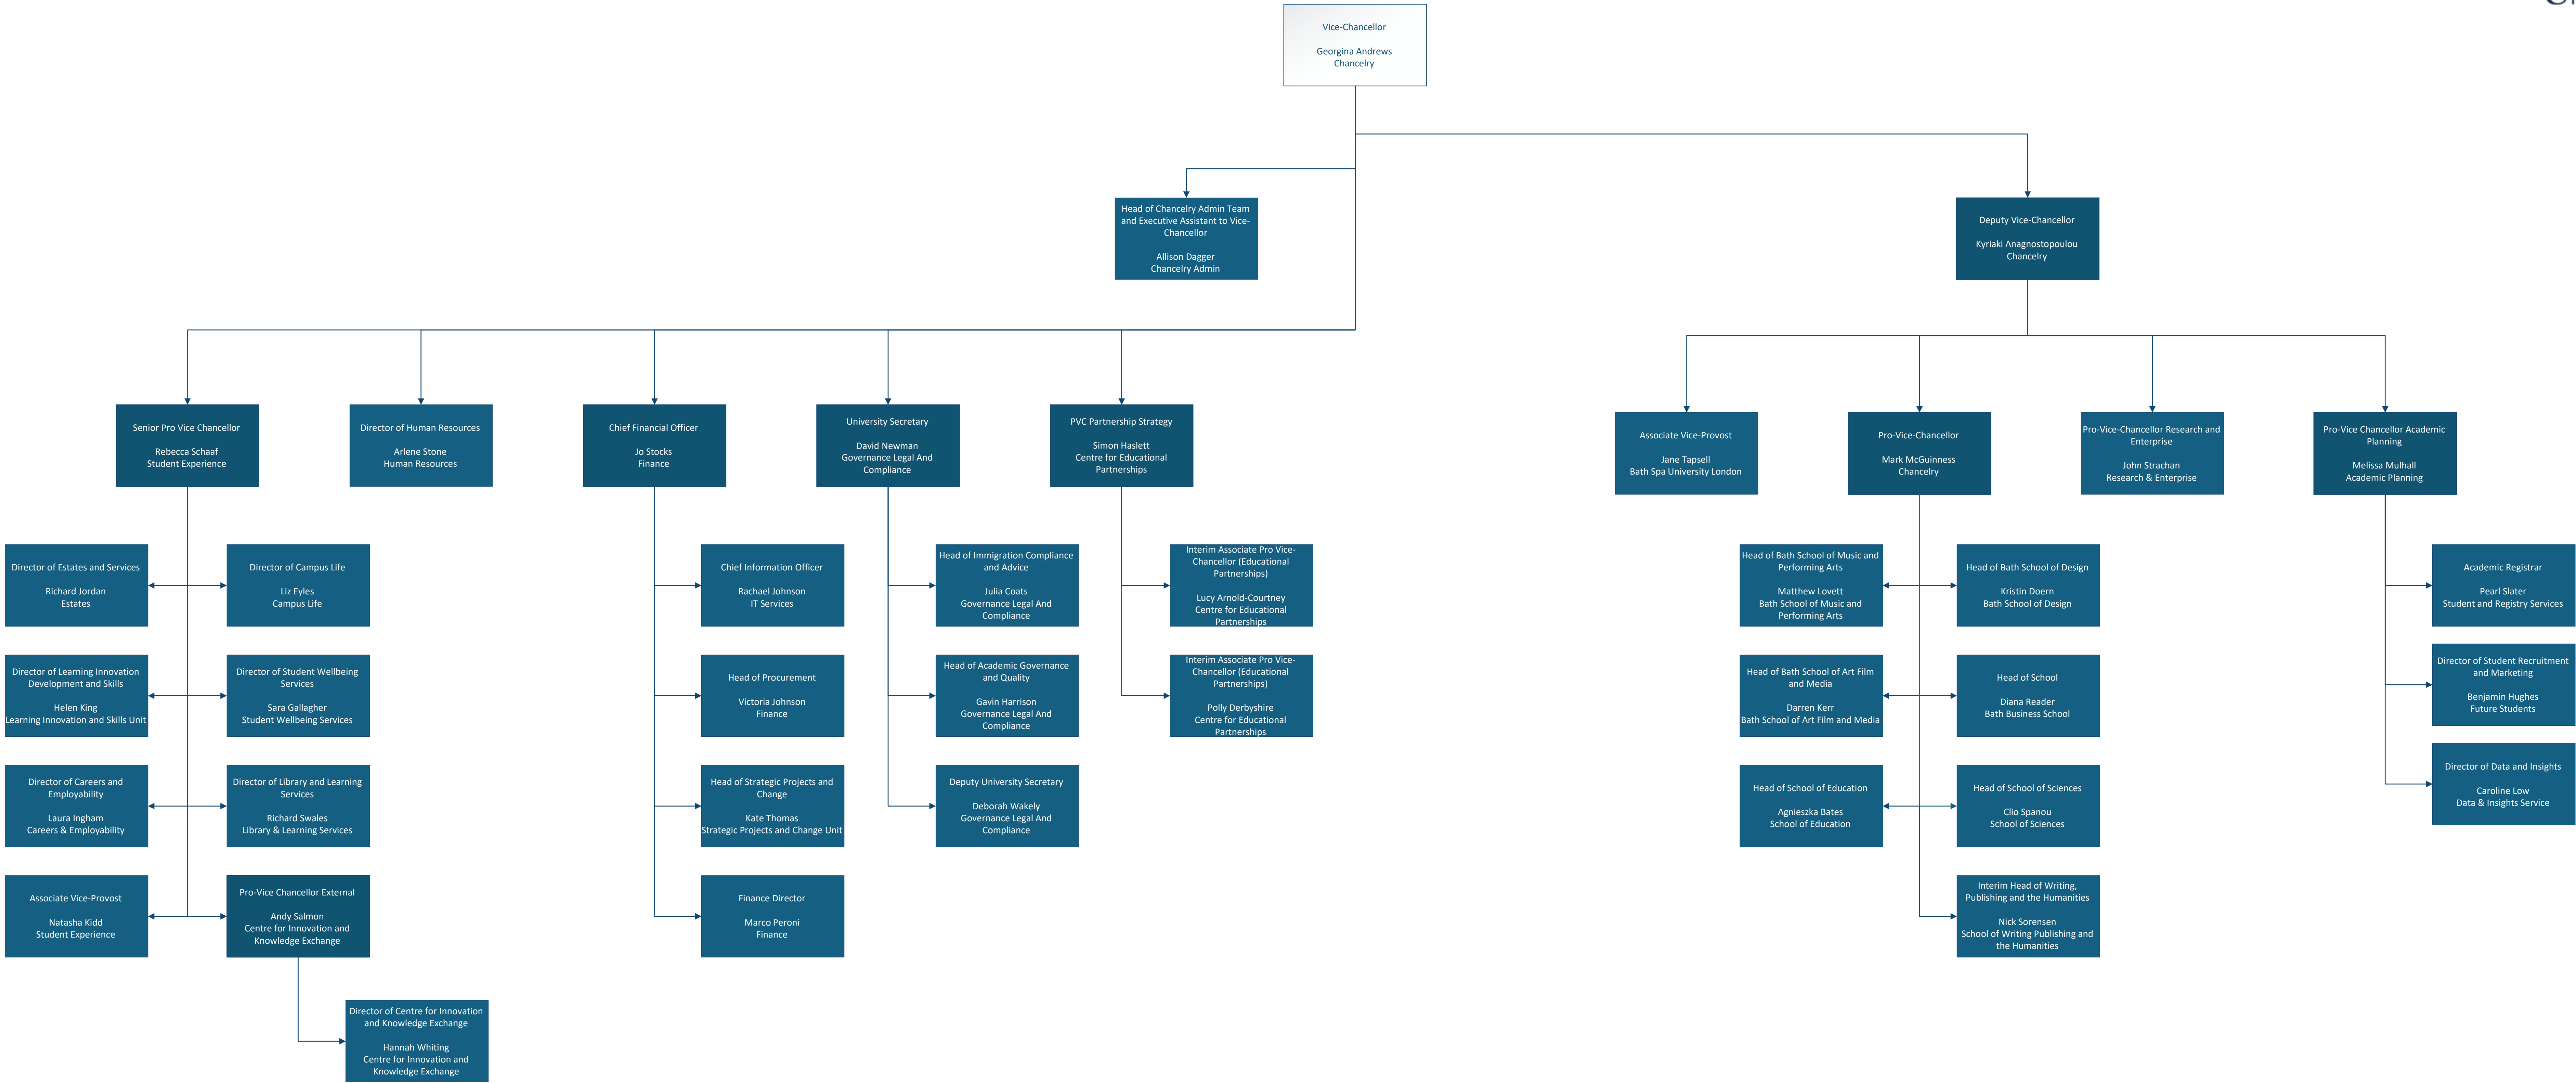 Vice-Chancellor
Georgina Andrews
Chancelry
Head of Chancelry Admin Team
and Executive Assistant to Vice-
Chancellor
Allison Dagger
Chancelry Admin
Deputy Vice-Chancellor
Kyriaki Anagnostopoulou
Chancelry
Senior Pro Vice Chancellor
Rebecca Schaaf
Student Experience
Director of Human Resources
Arlene Stone
Human Resources
Chief Financial Officer
Jo Stocks
Finance
University Secretary
David Newman
Governance Legal And
Compliance
PVC Partnership Strategy
Simon Haslett
Centre for Educational
Partnerships
Associate Vice-Provost
Jane Tapsell
Bath Spa University London
Pro-Vice-Chancellor
Mark McGuinness
Chancelry
Pro-Vice-Chancellor Research and
Enterprise
John Strachan
Research & Enterprise
Pro-Vice Chancellor Academic
Planning
Melissa Mulhall
Academic Planning
Director of Estates and Services
Richard Jordan
Estates
Director of Campus Life
Liz Eyles
Campus Life
Chief Information Officer
Rachael Johnson
IT Services
Head of Immigration Compliance
and Advice
Julia Coats
Governance Legal And
Compliance
Interim Associate Pro Vice-
Chancellor (Educational
Partnerships)
Lucy Arnold-Courtney
Centre for Educational
Partnerships
Head of Bath School of Music and
Performing Arts
Matthew Lovett
Bath School of Music and
Performing Arts
Head of Bath School of Design
Kristin Doern
Bath School of Design
Academic Registrar
Pearl Slater
Student and Registry Services
Director of Learning Innovation
Development and Skills
Helen King
Learning Innovation and Skills Unit
Director of Student Wellbeing
Services
Sara Gallagher
Student Wellbeing Services
Head of Procurement
Victoria Johnson
Finance
Head of Academic Governance
and Quality
Gavin Harrison
Governance Legal And
Compliance
Interim Associate Pro Vice-
Chancellor (Educational
Partnerships)
Polly Derbyshire
Centre for Educational
Partnerships
Head of Bath School of Art Film
and Media
Darren Kerr
Bath School of Art Film and Media
Head of School
Diana Reader
Bath Business School
Director of Student Recruitment
and Marketing
Benjamin Hughes
Future Students
Director of Careers and
Employability
Laura Ingham
Careers & Employability
Director of Library and Learning
Services
Richard Swales
Library & Learning Services
Head of Strategic Projects and
Change
Kate Thomas
Strategic Projects and Change Unit
Deputy University Secretary
Deborah Wakely
Governance Legal And
Compliance
Head of School of Education
Agnieszka Bates
School of Education
Head of School of Sciences
Clio Spanou
School of Sciences
Director of Data and Insights
Caroline Low
Data & Insights Service
Associate Vice-Provost
Natasha Kidd
Student Experience
Pro-Vice Chancellor External
Andy Salmon
Centre for Innovation and
Knowledge Exchange
Finance Director
Marco Peroni
Finance
Interim Head of Writing,
Publishing and the Humanities
Nick Sorensen
School of Writing Publishing and
the Humanities
Director of Centre for Innovation
and Knowledge Exchange
Hannah Whiting
Centre for Innovation and
Knowledge Exchange